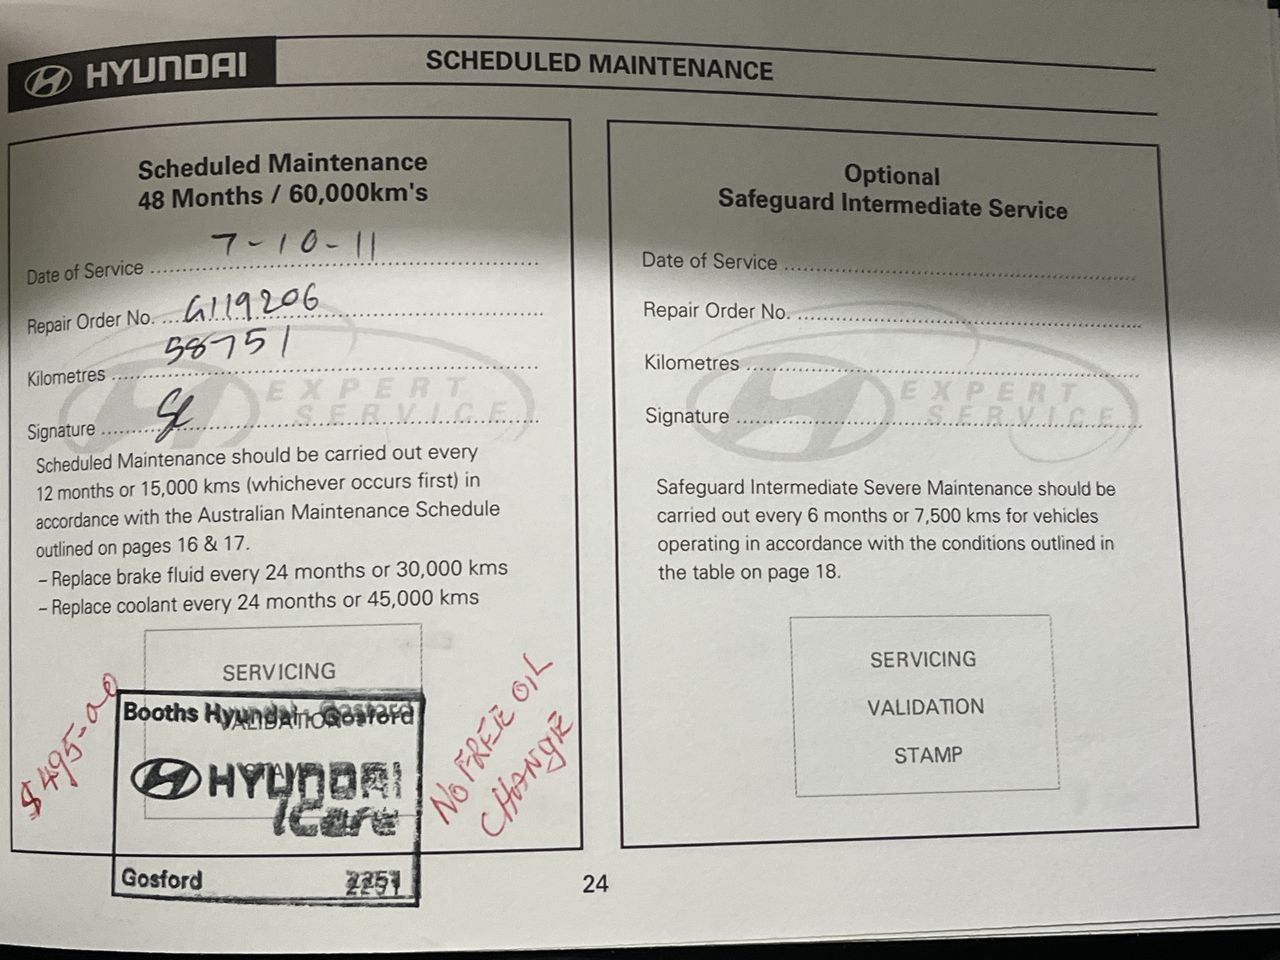 HYUNDAI
SCHEDULED MAINTENANCE
Scheduled Maintenance
48 Months / 60,000km's
Date of Service 7-10-11
Repair Order No. G119206
Kilometres 58751
Signature
EXPERT
SERVICE
Scheduled Maintenance should be carried out every
12 months or 15,000 kms (whichever occurs first) in
accordance with the Australian Maintenance Schedule
outlined on pages 16 & 17.
– Replace brake fluid every 24 months or 30,000 kms
– Replace coolant every 24 months or 45,000 kms
SERVICING
VALIDATION
Booths Hyundai Gosford
HYUNDAI
iCare
Gosford
$495-00
NO FREE OIL
CHANGE
Optional
Safeguard Intermediate Service
Date of Service
Repair Order No.
Kilometres
Signature
EXPERT
SERVICE
Safeguard Intermediate Severe Maintenance should be
carried out every 6 months or 7,500 kms for vehicles
operating in accordance with the conditions outlined in
the table on page 18.
SERVICING
VALIDATION
STAMP
24